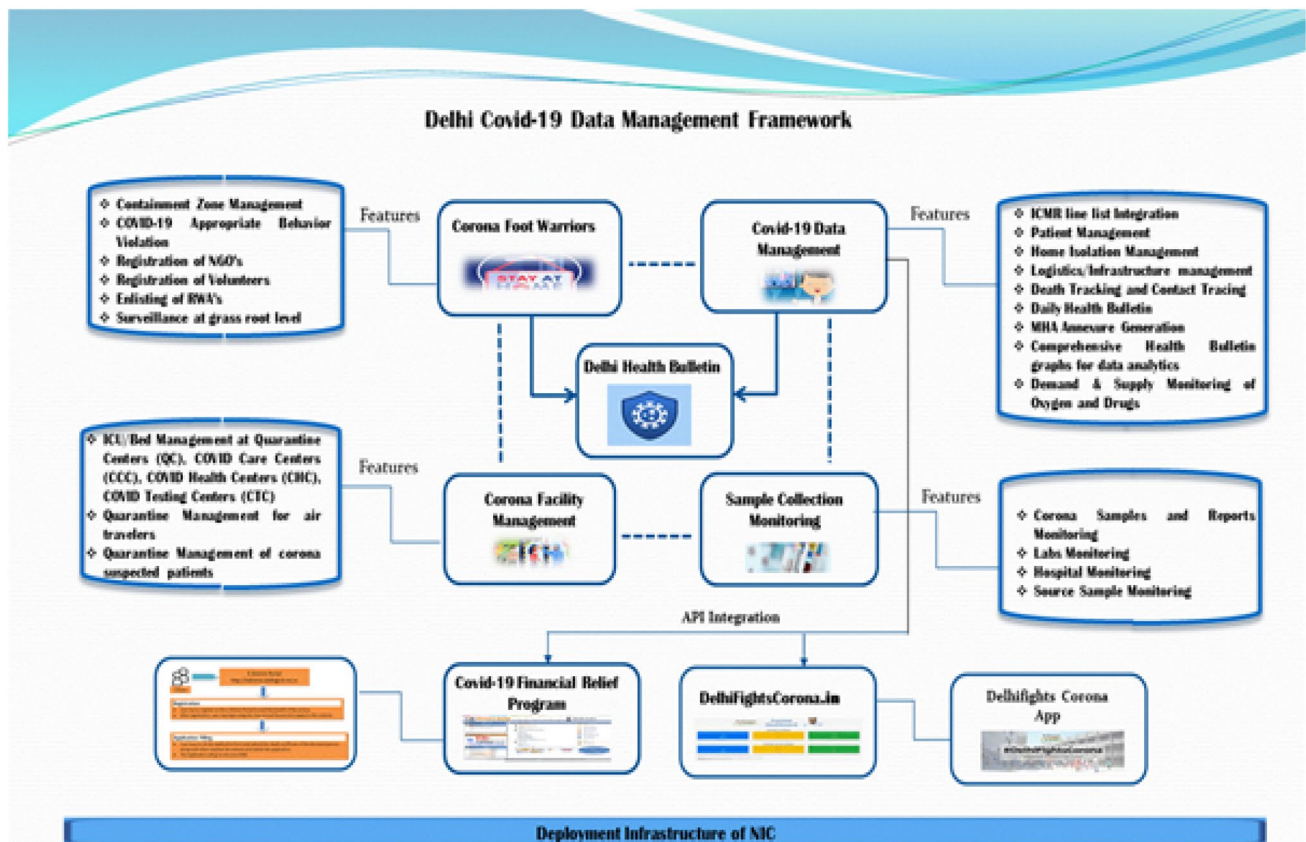 Delhi Covid-19 Data Management Framework
❖ Containment Zone Management
❖ COVID-19 Appropriate Behavior
Violation
❖ Registration of NGO's
❖ Registration of Volunteers
❖ Enlisting of RWA's
❖ Surveillance at grass root level
Features
Corona Foot Warriors
STAY AT
HOME
Covid-19 Data
Management
Features
❖ ICMR line list Integration
❖ Patient Management
❖ Home Isolation Management
❖ Logistics/Infrastructure management
❖ Death Tracking and Contact Tracing
❖ Daily Health Bulletin
❖ MHA Annexure Generation
❖ Comprehensive Health Bulletin
graphs for data analytics
❖ Demand & Supply Monitoring of
Oxygen and Drugs
Delhi Health Bulletin
❖ ICU/Bed Management at Quarantine
Centers (QC), COVID Care Centers
(CCC), COVID Health Centers (CHC),
COVID Testing Centers (CTC)
❖ Quarantine Management for air
travelers
❖ Quarantine Management of corona
suspected patients
Features
Corona Facility
Management
Sample Collection
Monitoring
Features
❖ Corona Samples and Reports
Monitoring
❖ Labs Monitoring
❖ Hospital Monitoring
❖ Source Sample Monitoring
API Integration
Covid-19 Financial Relief
Program
DelhiFightsCorona.in
Delhifights Corona
App
#DelhiFightsCorona
Deployment Infrastructure of NIC